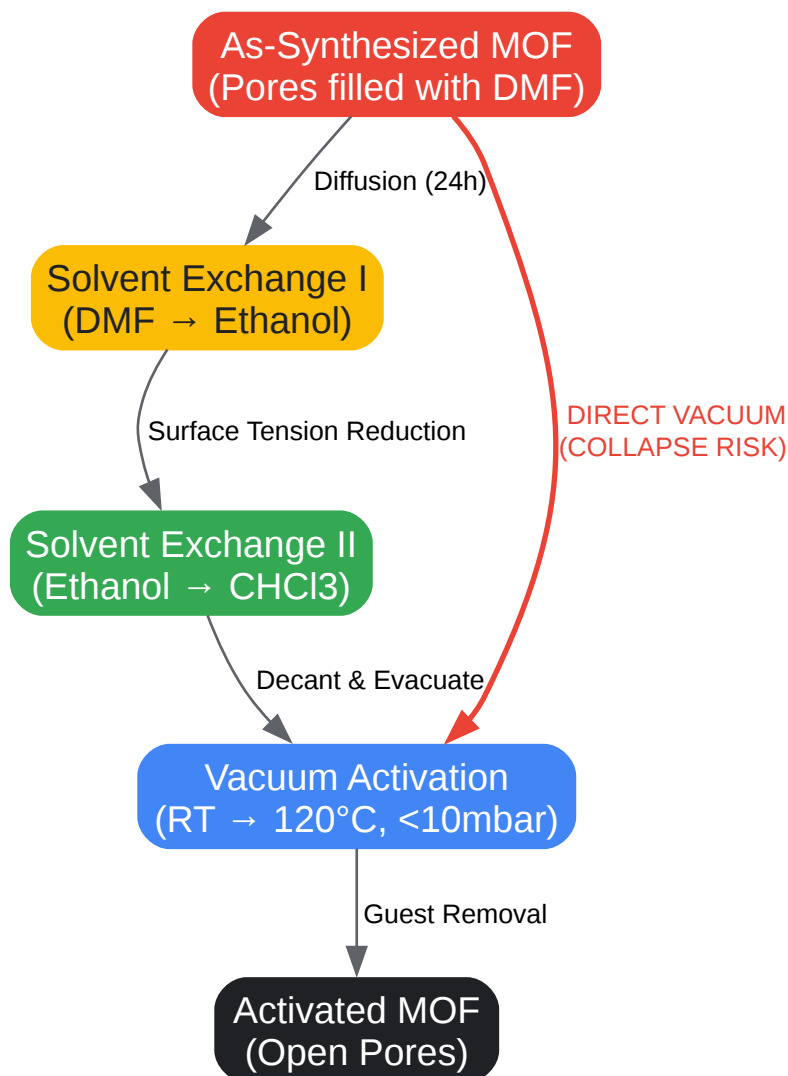 As-Synthesized MOF
(Pores filled with DMF)
Diffusion (24h)
Solvent Exchange I
(DMF → Ethanol)
DIRECT VACUUM
(COLLAPSE RISK)
Surface Tension Reduction
Solvent Exchange II
(Ethanol → CHCl3)
Decant & Evacuate
Vacuum Activation
(RT → 120°C, <10mbar)
Guest Removal
Activated MOF
(Open Pores)